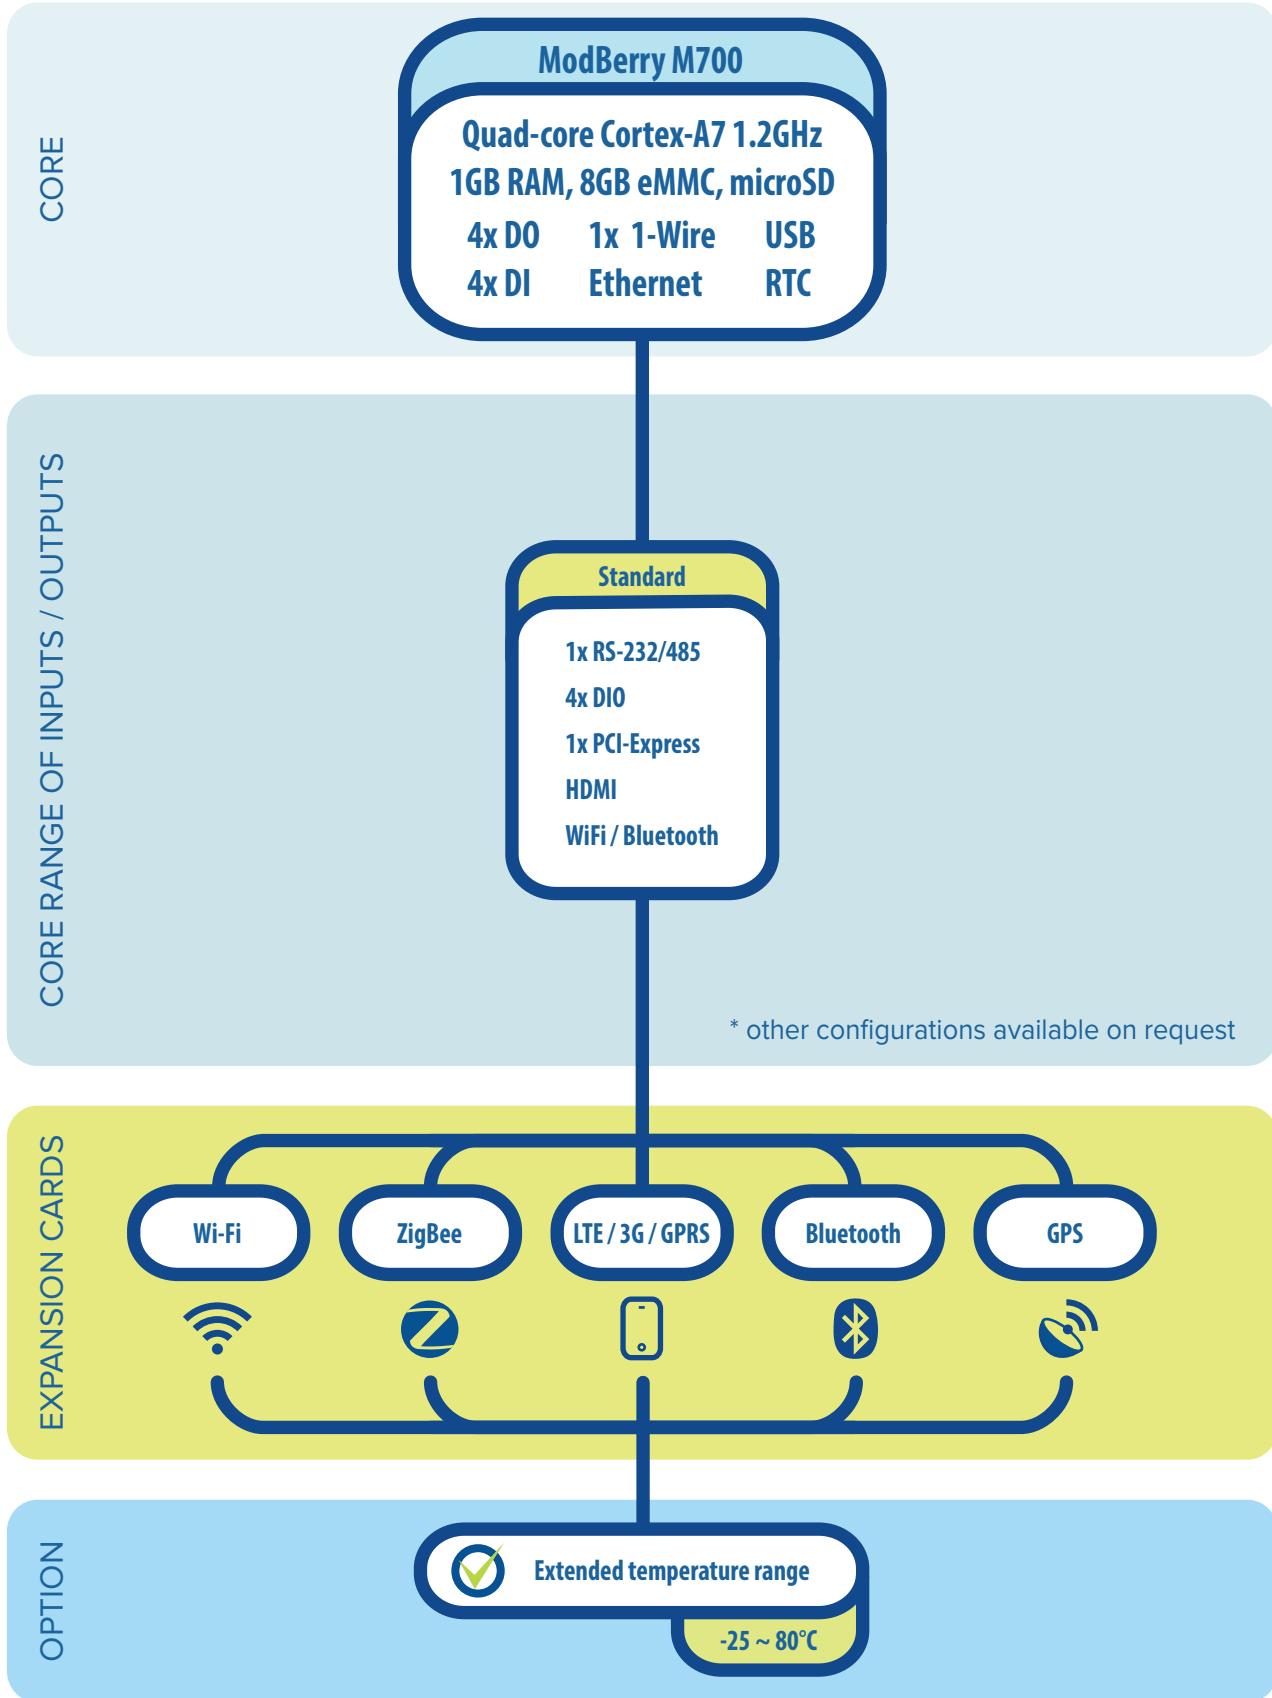 CORE
ModBerry M700
Quad-core Cortex-A7 1.2GHz
1GB RAM, 8GB eMMC, microSD
4x DO 1x 1-Wire USB
4x DI Ethernet RTC
CORE RANGE OF INPUTS / OUTPUTS
Standard
1x RS-232/485
4x DIO
1x PCI-Express
HDMI
WiFi / Bluetooth
* other configurations available on request
EXPANSION CARDS
Wi-Fi ZigBee LTE / 3G / GPRS Bluetooth GPS
OPTION
Extended temperature range
-25 ~ 80°C